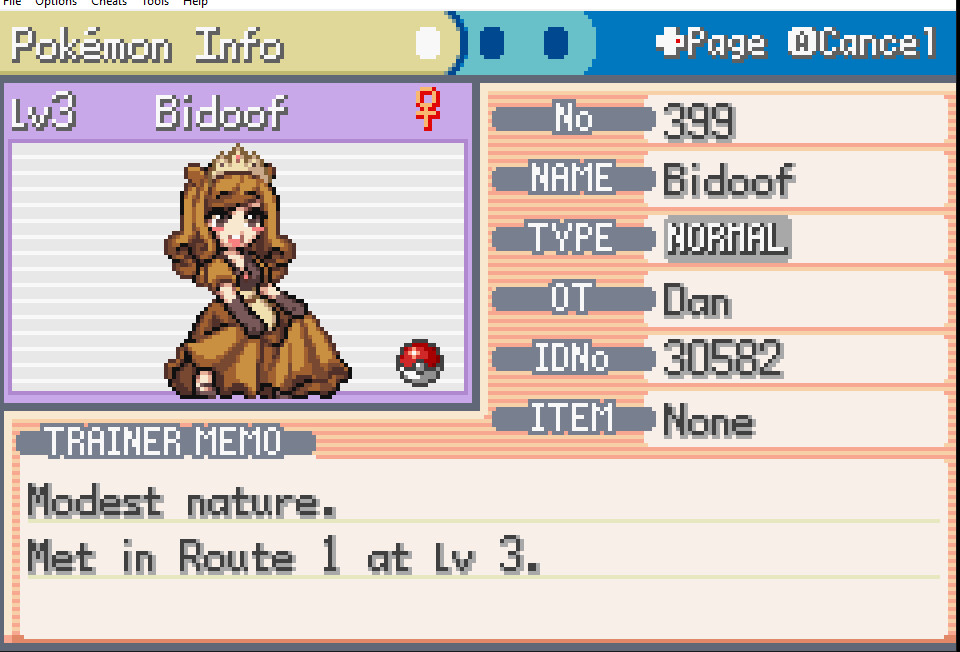 File Options Cheats Tools Help
Pokémon Info Page A Cancel
Lv3 Bidoof ♀
No 399
NAME Bidoof
TYPE NORMAL
OT Dan
IDNo 30582
ITEM None
TRAINER MEMO
Modest nature.
Met in Route 1 at Lv 3.